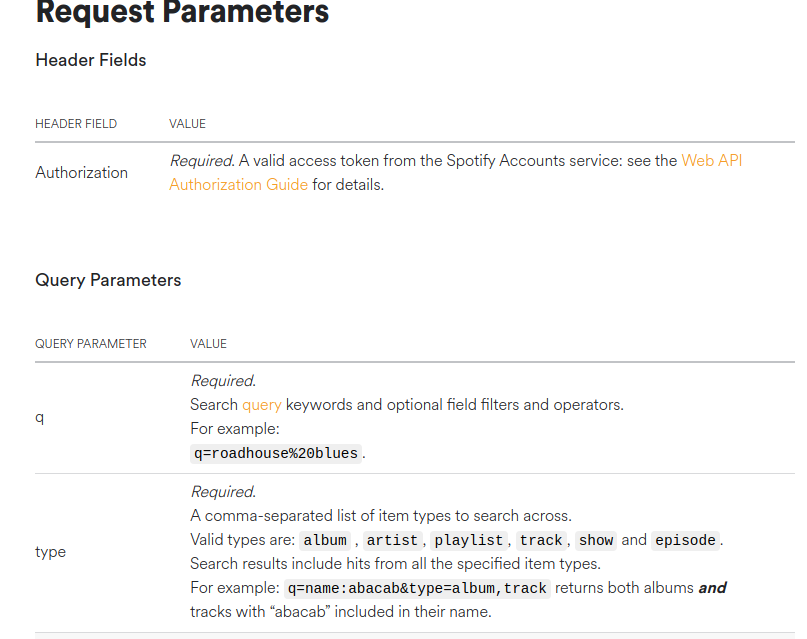 Request Parameters
Header Fields
HEADER FIELD VALUE
Authorization
Required. A valid access token from the Spotify Accounts service: see the Web API
Authorization Guide for details.
Query Parameters
QUERY PARAMETER VALUE
q
Required.
Search query keywords and optional field filters and operators.
For example:
q=roadhouse%20blues.
type
Required.
A comma-separated list of item types to search across.
Valid types are: album , artist, playlist, track, show and episode.
Search results include hits from all the specified item types.
For example: q=name:abacab&type=album,track returns both albums and
tracks with “abacab” included in their name.